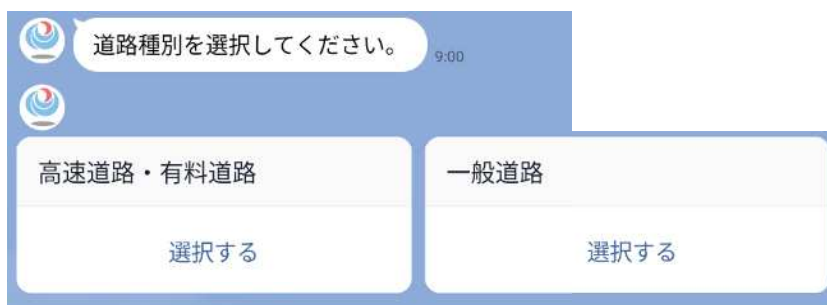 道路種別を選択してください。
9:00
高速道路・有料道路
一般道路
選択する
選択する